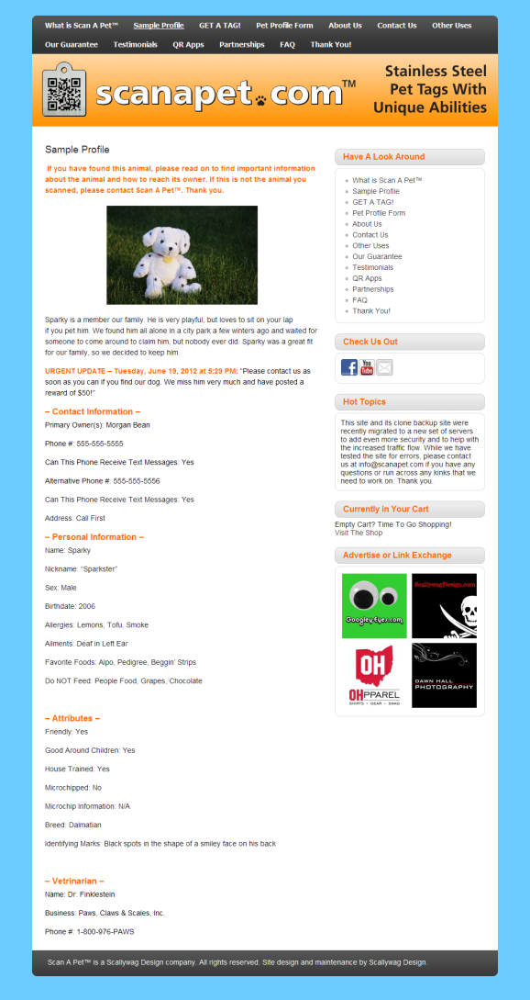 What is Scan A Pet™ Sample Profile GET A TAG! Pet Profile Form About Us Contact Us Other Uses
Our Guarantee Testimonials QR Apps Partnerships FAQ Thank You!
scanapet.com™
Stainless Steel
Pet Tags With
Unique Abilities
Sample Profile
If you have found this animal, please read on to find important information
about the animal and how to reach its owner. If this is not the animal you
scanned, please contact Scan A Pet™. Thank you.
Sparky is a member our family. He is very playful, but loves to sit on your lap
if you pet him. We found him all alone in a city park a few winters ago and waited for
someone to come around to claim him, but nobody ever did. Sparky was a great fit
for our family, so we decided to keep him.
URGENT UPDATE – Tuesday, June 19, 2012 at 5:29 PM: “Please contact us as
soon as you can if you find our dog. We miss him very much and have posted a
reward of $50!”
– Contact Information –
Primary Owner(s): Morgan Bean
Phone #: 555-555-5555
Can This Phone Receive Text Messages: Yes
Alternative Phone #: 555-555-5556
Can This Phone Receive Text Messages: Yes
Address: Call First
– Personal Information –
Name: Sparky
Nickname: “Sparkster”
Sex: Male
Birthdate: 2006
Allergies: Lemons, Tofu, Smoke
Ailments: Deaf in Left Ear
Favorite Foods: Alpo, Pedigree, Beggin’ Strips
Do NOT Feed: People Food, Grapes, Chocolate
– Attributes –
Friendly: Yes
Good Around Children: Yes
House Trained: Yes
Microchipped: No
Microchip Information: N/A
Breed: Dalmatian
Identifying Marks: Black spots in the shape of a smiley face on his back
– Vetrinarian –
Name: Dr. Finklestein
Business: Paws, Claws & Scales, Inc.
Phone #: 1-800-976-PAWS
Have A Look Around
What is Scan A Pet™
Sample Profile
GET A TAG!
Pet Profile Form
About Us
Contact Us
Other Uses
Our Guarantee
Testimonials
QR Apps
Partnerships
FAQ
Thank You!
Check Us Out
You
Tube
Hot Topics
This site and its clone backup site were
recently migrated to a new set of servers
to add even more security and to help with
the increased traffic flow. While we have
tested the site for errors, please contact
us at info@scanapet.com if you have any
questions or run across any kinks that we
need to work on. Thank you.
Currently in Your Cart
Empty Cart? Time To Go Shopping!
Visit The Shop
Advertise or Link Exchange
Googley-Eyes.com
ScallywagDesign.com
OH
OHPPAREL
SHIRTS • GEAR • SWAG
DAWN HALL
PHOTOGRAPHY
Scan A Pet™ is a Scallywag Design company. All rights reserved. Site design and maintenance by Scallywag Design.